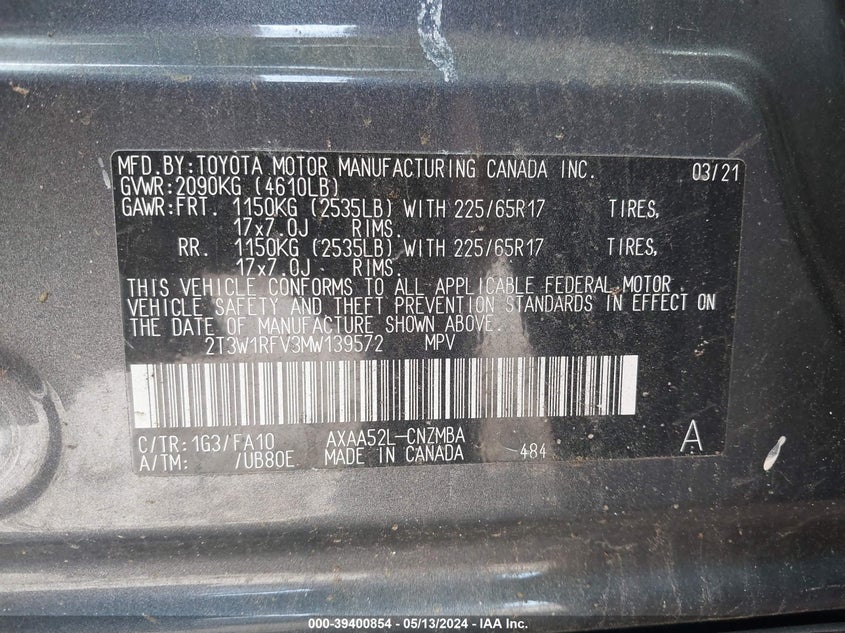 MFD.BY:TOYOTA MOTOR MANUFACTURING CANADA INC. 03/21
GVWR:2090KG (4610LB)
GAWR:FRT. 1150KG (2535LB) WITH 225/65R17 TIRES,
17x7.0J RIMS.
RR. 1150KG (2535LB) WITH 225/65R17 TIRES,
17x7.0J RIMS.
THIS VEHICLE CONFORMS TO ALL APPLICABLE FEDERAL MOTOR
VEHICLE SAFETY AND THEFT PREVENTION STANDARDS IN EFFECT ON
THE DATE OF MANUFACTURE SHOWN ABOVE.
2T3W1RFV3MW139572 MPV
C/TR:1G3/FA10 AXAA52L-CNZMBA A
A/TM: /UB80E MADE IN CANADA 484
000-39400854 - 05/13/2024 - IAA Inc.